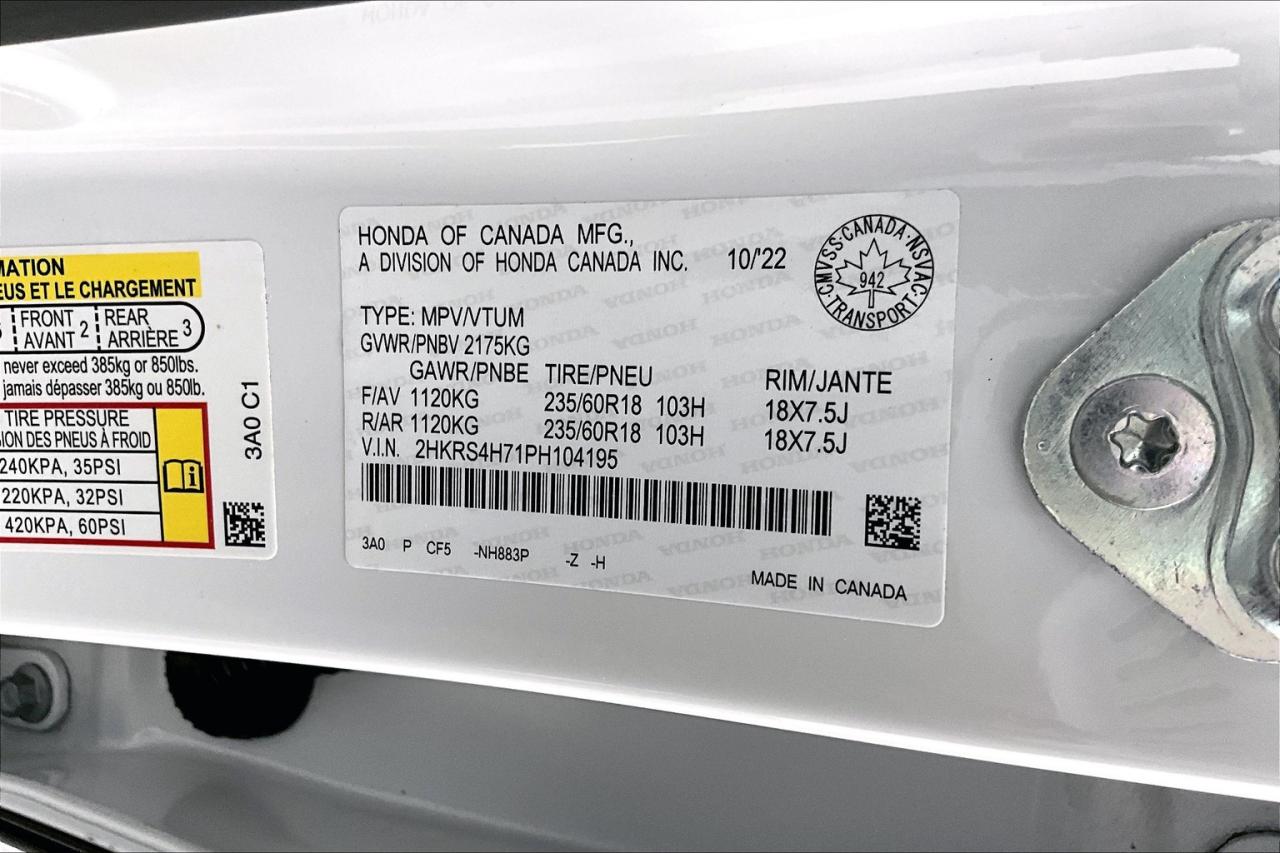 MATION
EUS ET LE CHARGEMENT
FRONT AVANT 2 REAR ARRIÈRE 3
never exceed 385kg or 850lbs.
jamais dépasser 385kg ou 850lb.
TIRE PRESSURE
SION DES PNEUS À FROID
240KPA, 35PSI
220KPA, 32PSI
420KPA, 60PSI
3A0 C1
HONDA OF CANADA MFG.,
A DIVISION OF HONDA CANADA INC. 10/'22
CMVSS·CANADA·NSVAC·TRANSPORT·
942
TYPE: MPV/VTUM
GVWR/PNBV 2175KG
GAWR/PNBE TIRE/PNEU RIM/JANTE
F/AV 1120KG 235/60R18 103H 18X7.5J
R/AR 1120KG 235/60R18 103H 18X7.5J
V.I.N. 2HKRS4H71PH104195
3A0 P CF5 -NH883P -Z -H
MADE IN CANADA